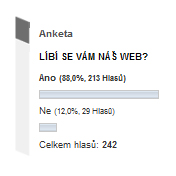 Anketa
LÍBÍ SE VÁM NÁŠ WEB?
Ano (88,0%, 213 Hlasů)
Ne (12,0%, 29 Hlasů)
Celkem hlasů: 242